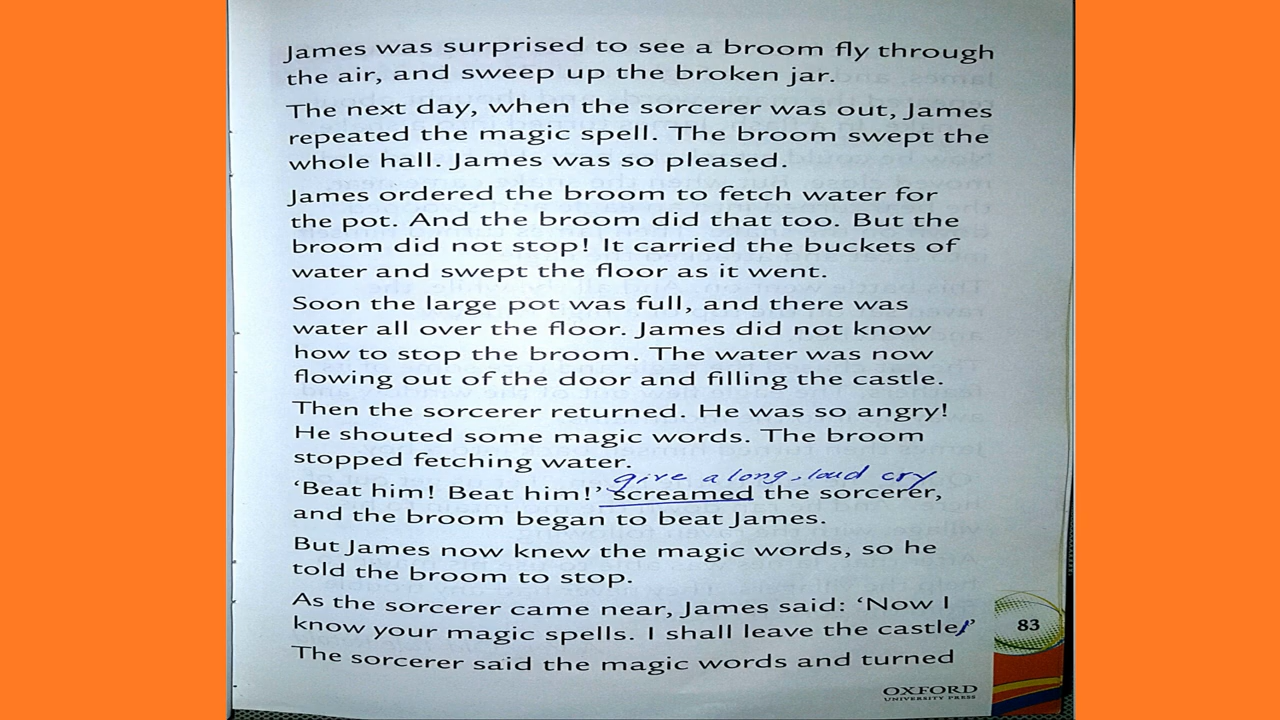 James was surprised to see a broom fly through
the air, and sweep up the broken jar.
The next day, when the sorcerer was out, James
repeated the magic spell. The broom swept the
whole hall. James was so pleased.
James ordered the broom to fetch water for
the pot. And the broom did that too. But the
broom did not stop! It carried the buckets of
water and swept the floor as it went.
Soon the large pot was full, and there was
water all over the floor. James did not know
how to stop the broom. The water was now
flowing out of the door and filling the castle.
Then the sorcerer returned. He was so angry!
He shouted some magic words. The broom
stopped fetching water.
give a long, loud cry
‘Beat him! Beat him!’ screamed the sorcerer,
and the broom began to beat James.
But James now knew the magic words, so he
told the broom to stop.
As the sorcerer came near, James said: ‘Now I
know your magic spells. I shall leave the castle!’
The sorcerer said the magic words and turned
83
OXFORD
UNIVERSITY PRESS